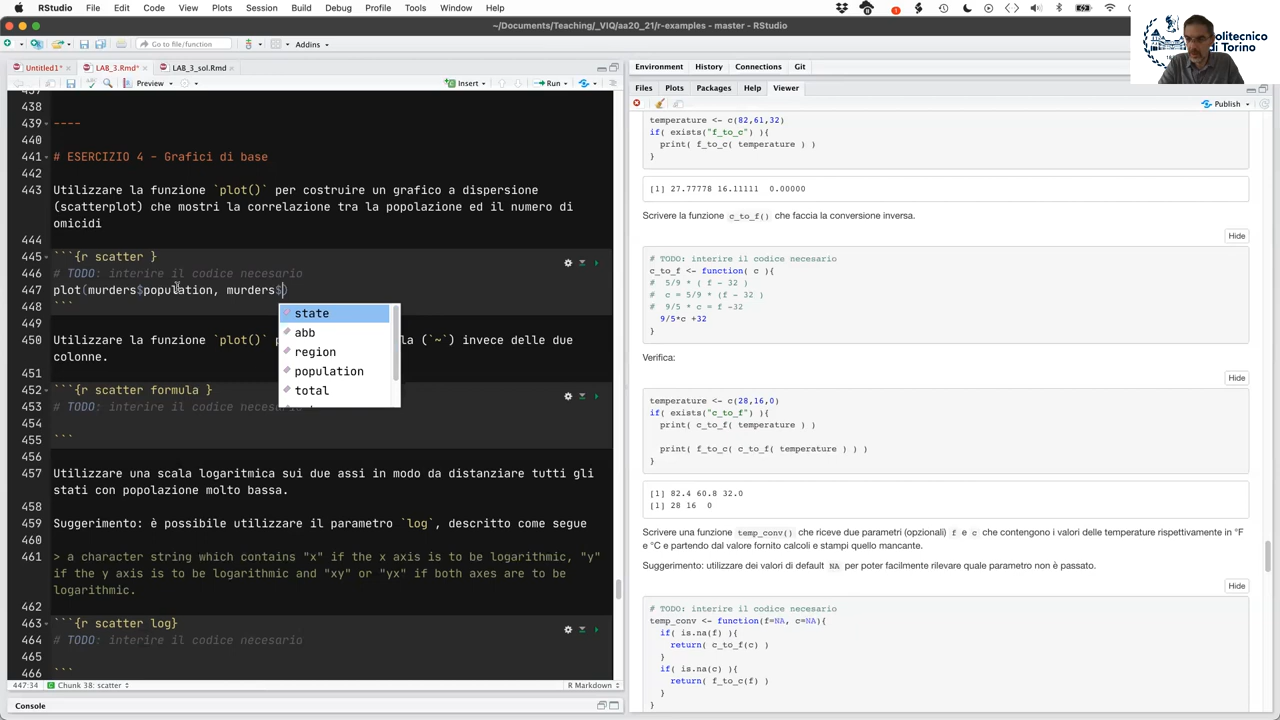 RStudio File Edit Code View Plots Session Build Debug Profile Tools Window Help
~/Documents/Teaching/_VIQ/aa20_21/r-examples - master - RStudio
Politecnico
di Torino
Go to file/function Addins
Untitled1* LAB_3.Rmd* LAB_3_sol.Rmd
Preview Insert Run
438
439 ----
440
441 # ESERCIZIO 4 - Grafici di base
442
443 Utilizzare la funzione `plot()` per costruire un grafico a dispersione
(scatterplot) che mostri la correlazione tra la popolazione ed il numero di
omicidi
444
445 ```{r scatter }
446 # TODO: interire il codice necesario
447 plot(murders$population, murders$)
448 ```
449
450 Utilizzare la funzione `plot()` la (`~`) invece delle due
colonne.
451
452 ```{r scatter formula }
453 # TODO: interire il codice neces
454
455 ```
456
457 Utilizzare una scala logaritmica sui due assi in modo da distanziare tutti gli
stati con popolazione molto bassa.
458
459 Suggerimento: è possibile utilizzare il parametro `log`, descritto come segue
460
461 > a character string which contains "x" if the x axis is to be logarithmic, "y"
if the y axis is to be logarithmic and "xy" or "yx" if both axes are to be
logarithmic.
462
463 ```{r scatter log}
464 # TODO: interire il codice necesario
465
466 ```
state
abb
region
population
total
447:34 Chunk 38: scatter R Markdown
Console
Environment History Connections Git
Files Plots Packages Help Viewer
Publish
temperature <- c(82,61,32)
if( exists("f_to_c") ){
print( f_to_c( temperature ) )
}
[1] 27.77778 16.11111 0.00000
Scrivere la funzione c_to_f() che faccia la conversione inversa.
Hide
# TODO: interire il codice necesario
c_to_f <- function( c ){
# 5/9 * ( f - 32 )
# c = 5/9 * (f - 32 )
# 9/5 * c = f -32
9/5*c +32
}
Verifica:
Hide
temperature <- c(28,16,0)
if( exists("c_to_f") ){
print( c_to_f( temperature ) )
print( f_to_c( c_to_f( temperature ) ) )
}
[1] 82.4 60.8 32.0
[1] 28 16 0
Scrivere una funzione temp_conv() che riceve due parametri (opzionali) f e c che contengono i valori delle temperature rispettivamente in °F
e °C e partendo dal valore fornito calcoli e stampi quello mancante.
Suggerimento: utilizzare dei valori di default NA per poter facilmente rilevare quale parametro non è passato.
Hide
# TODO: interire il codice necesario
temp_conv <- function(f=NA, c=NA){
if( is.na(f) ){
return( c_to_f(c) )
}
if( is.na(c) ){
return( f_to_c(f) )
}
}